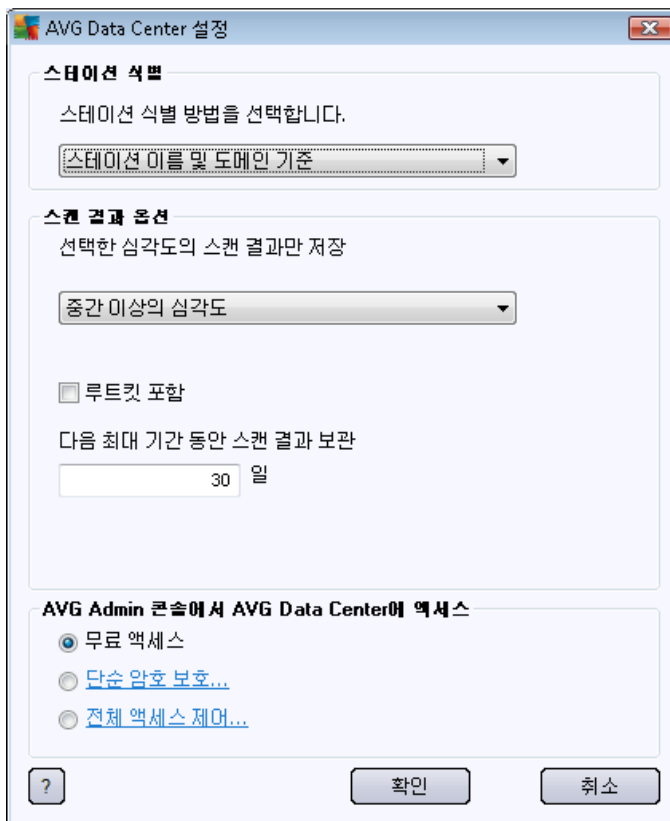 AVG Data Center 설정
스테이션 식별
스테이션 식별 방법을 선택합니다.
스테이션 이름 및 도메인 기준
스캔 결과 옵션
선택한 심각도의 스캔 결과만 저장
중간 이상의 심각도
루트킷 포함
다음 최대 기간 동안 스캔 결과 보관
30 일
AVG Admin 콘솔에서 AVG Data Center에 액세스
무료 액세스
단순 암호 보호...
전체 액세스 제어...
? 확인 취소